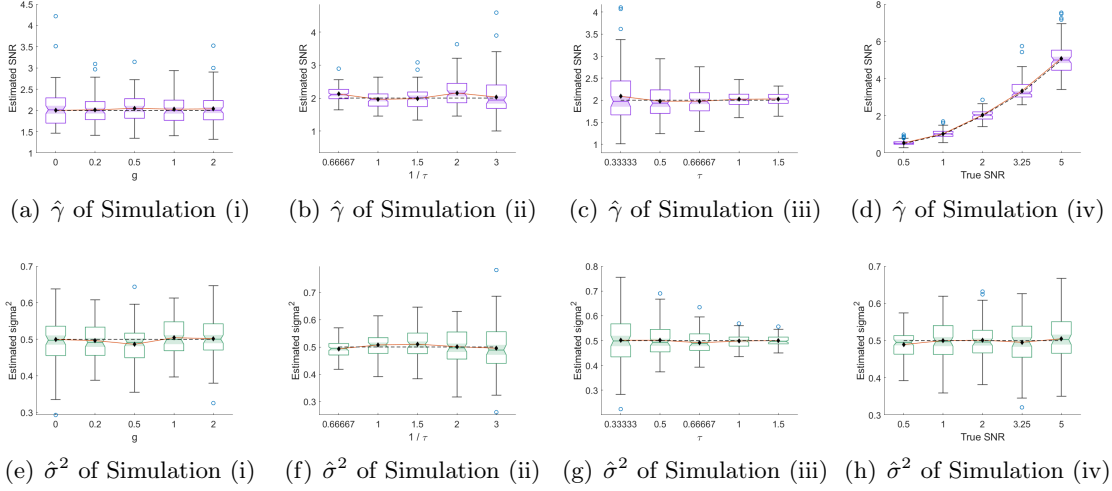 4.5
4
3.5
3
2.5
2
1.5
1
Estimated SNR
0 0.2 0.5 1 2
g
4
3
2
1
Estimated SNR
0.66667 1 1.5 2 3
1 / τ
4
3.5
3
2.5
2
1.5
1
Estimated SNR
0.33333 0.5 0.66667 1 1.5
τ
8
6
4
2
0
Estimated SNR
0.5 1 2 3.25 5
True SNR
(a) γ̂ of Simulation (i)
(b) γ̂ of Simulation (ii)
(c) γ̂ of Simulation (iii)
(d) γ̂ of Simulation (iv)
0.7
0.6
0.5
0.4
0.3
Estimated sigma²
0 0.2 0.5 1 2
g
0.8
0.7
0.6
0.5
0.4
0.3
Estimated sigma²
0.66667 1 1.5 2 3
1 / τ
0.8
0.7
0.6
0.5
0.4
0.3
Estimated sigma²
0.33333 0.5 0.66667 1 1.5
τ
0.7
0.6
0.5
0.4
0.3
Estimated sigma²
0.5 1 2 3.25 5
True SNR
(e) σ̂² of Simulation (i)
(f) σ̂² of Simulation (ii)
(g) σ̂² of Simulation (iii)
(h) σ̂² of Simulation (iv)